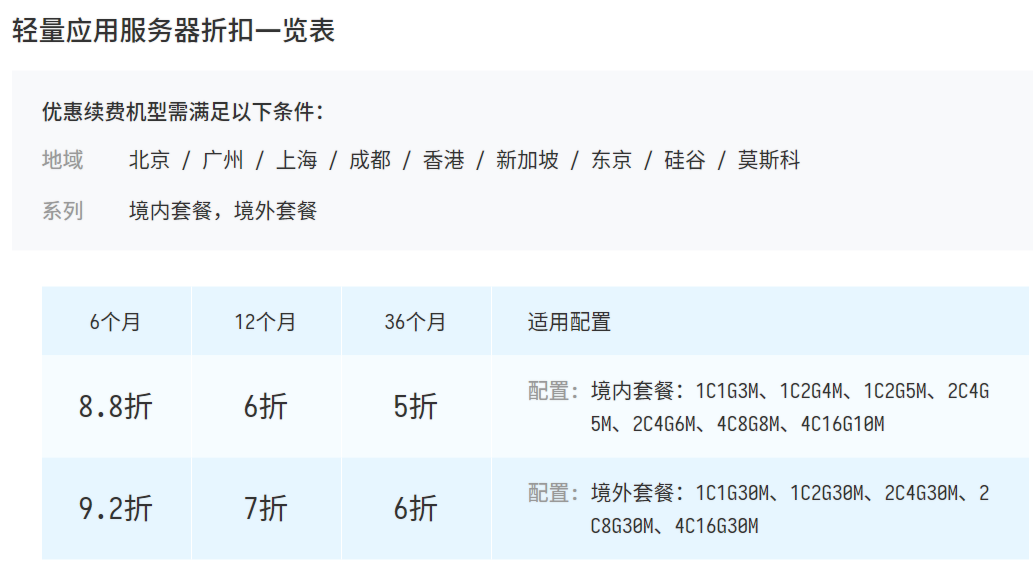 轻量应用服务器折扣一览表
优惠续费机型需满足以下条件：
地域 北京 / 广州 / 上海 / 成都 / 香港 / 新加坡 / 东京 / 硅谷 / 莫斯科
系列 境内套餐，境外套餐
6个月 12个月 36个月 适用配置
8.8折 6折 5折 配置： 境内套餐：1C1G3M、1C2G4M、1C2G5M、2C4G
5M、2C4G6M、4C8G8M、4C16G10M
9.2折 7折 6折 配置： 境外套餐：1C1G30M、1C2G30M、2C4G30M、2
C8G30M、4C16G30M